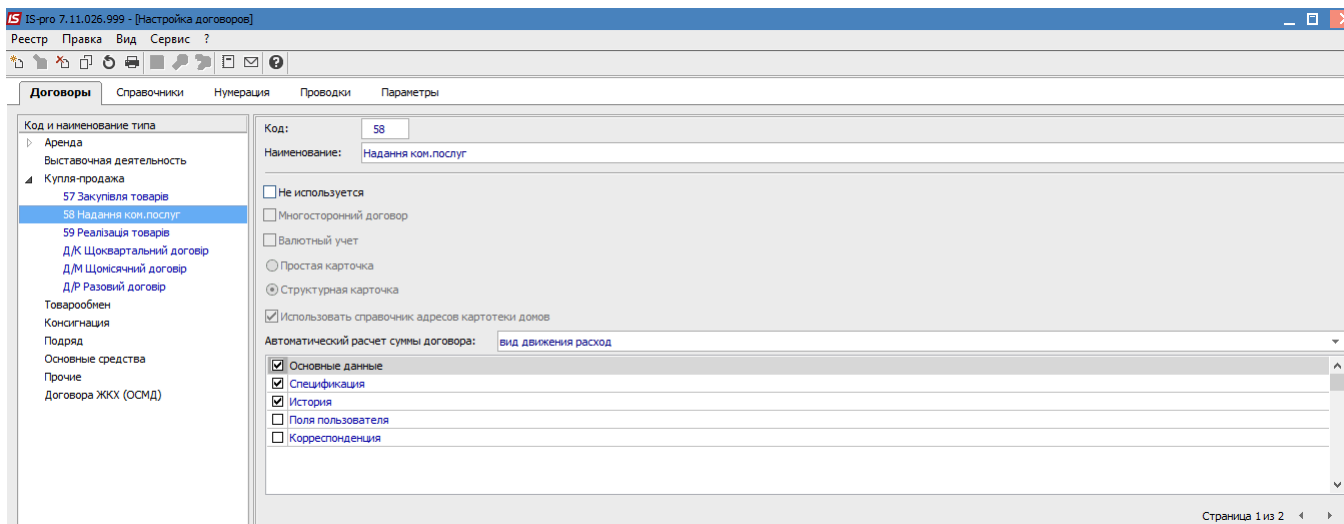 IS IS-pro 7.11.026.999 - [Настройка договоров]
Реестр Правка Вид Сервис ?
Договоры Справочники Нумерация Проводки Параметры
Код и наименование типа
Аренда
Выставочная деятельность
Купля-продажа
57 Закупівля товарів
58 Надання ком.послуг
59 Реалізація товарів
Д/К Щоквартальний договір
Д/М Щомісячний договір
Д/Р Разовий договір
Товарообмен
Консигнация
Подряд
Основные средства
Прочие
Договора ЖКХ (ОСМД)
Код: 58
Наименование: Надання ком.послуг
Не используется
Многосторонний договор
Валютный учет
Простая карточка
Структурная карточка
Использовать справочник адресов картотеки домов
Автоматический расчет суммы договора: вид движения расход
Основные данные
Спецификация
История
Поля пользователя
Корреспонденция
Страница 1 из 2